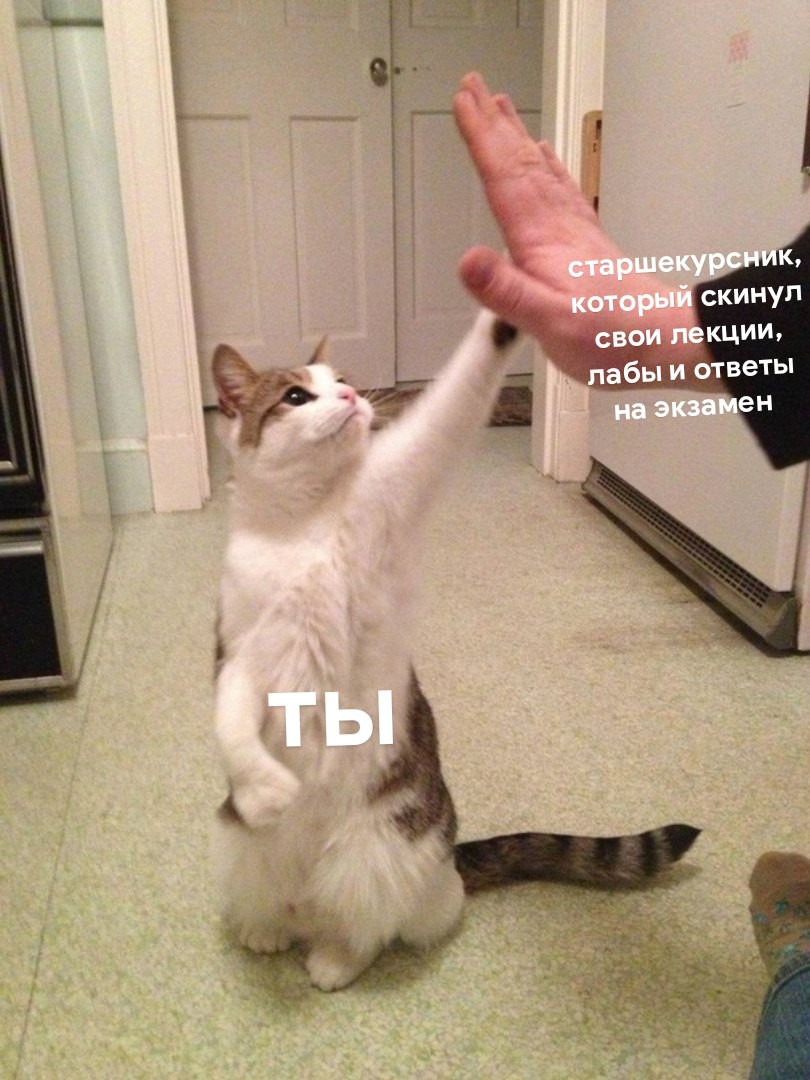 старшекурсник,
который скинул
свои лекции,
лабы и ответы
на экзамен
ты